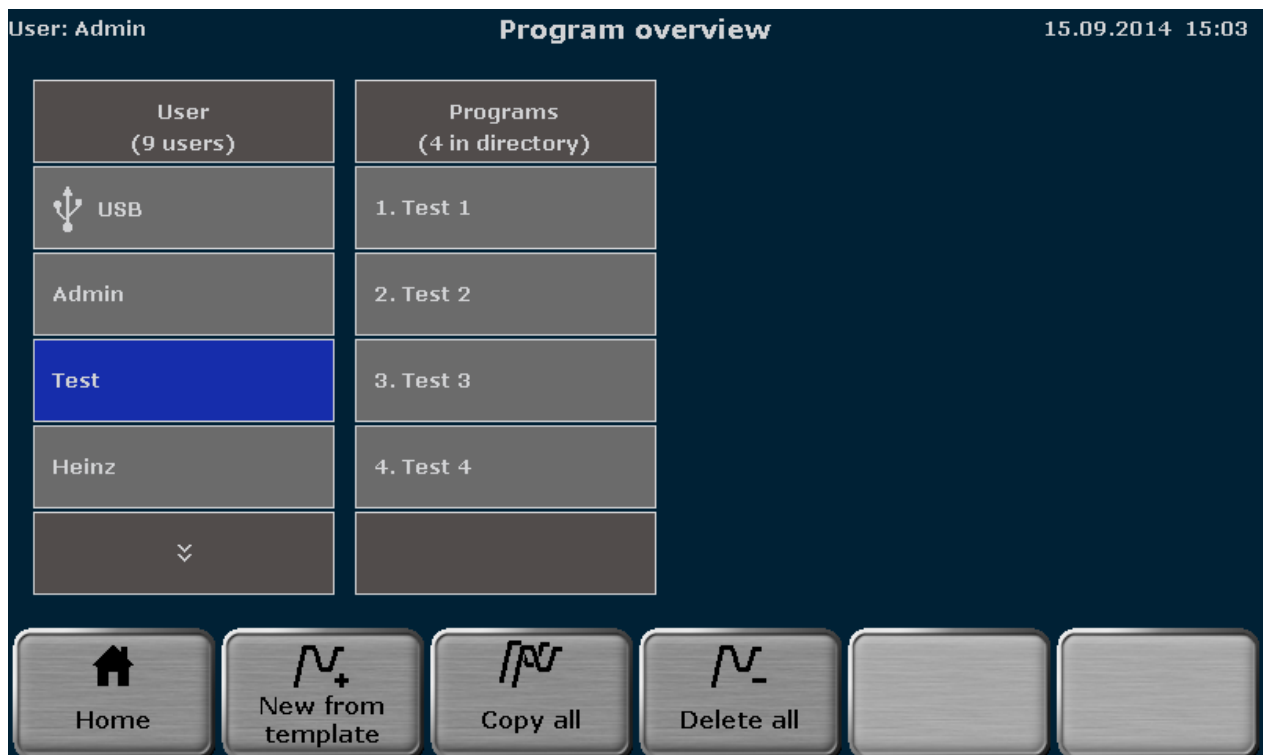 User: Admin
Program overview
15.09.2014 15:03
User
(9 users)
Programs
(4 in directory)
USB
1. Test 1
Admin
2. Test 2
Test
3. Test 3
Heinz
4. Test 4
Home
New from
template
Copy all
Delete all